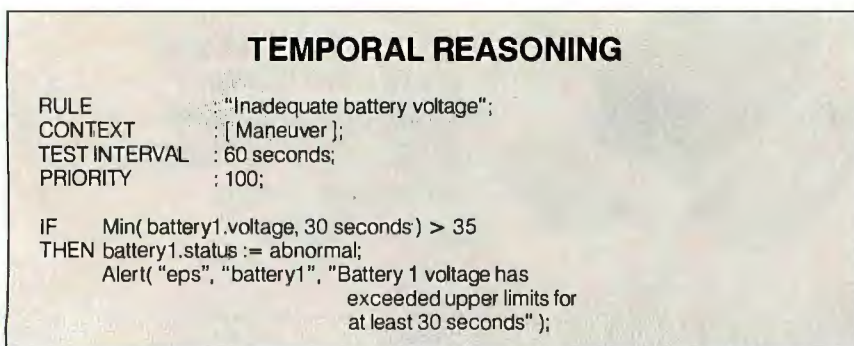 TEMPORAL REASONING
RULE : "Inadequate battery voltage";
CONTEXT : [ Maneuver ];
TEST INTERVAL : 60 seconds;
PRIORITY : 100;
IF Min( battery1.voltage, 30 seconds ) > 35
THEN battery1.status := abnormal;
Alert( "eps", "battery1", "Battery 1 voltage has
exceeded upper limits for
at least 30 seconds" );